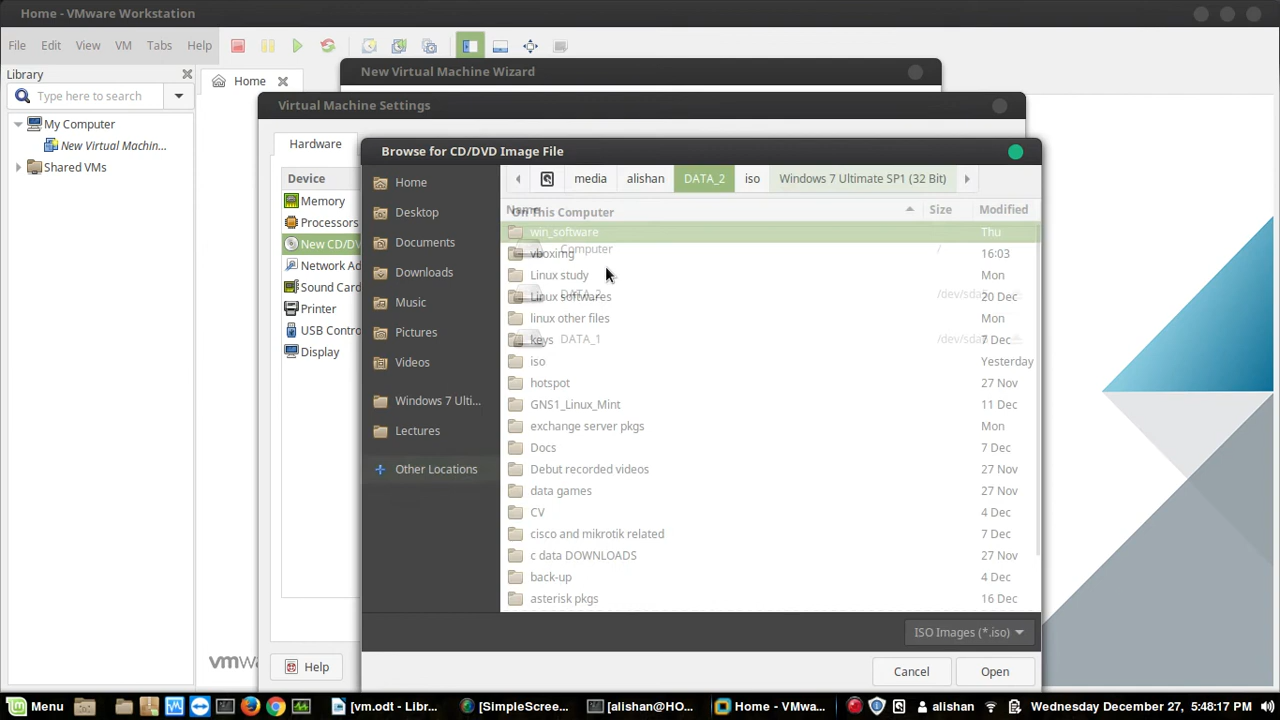 Home - VMware Workstation
File Edit View VM Tabs Help
Library
Type here to search
My Computer
New Virtual Machin...
Shared VMs
Home
New Virtual Machine Wizard
Virtual Machine Settings
Hardware
Device
Memory
Processors
New CD/DV
Network Ad
Sound Card
Printer
USB Contro
Display
Help
Browse for CD/DVD Image File
Home
Desktop
Documents
Downloads
Music
Pictures
Videos
Windows 7 Ulti...
Lectures
Other Locations
media alishan DATA_2 iso Windows 7 Ultimate SP1 (32 Bit)
Name Size Modified
On This Computer
win_software Thu
Computer /
vboximg 16:03
Linux study Mon
DATA_2
Linux softwares 20 Dec
linux other files Mon
DATA_1
keys 7 Dec
iso Yesterday
hotspot 27 Nov
GNS1_Linux_Mint 11 Dec
exchange server pkgs Mon
Docs 7 Dec
Debut recorded videos 27 Nov
data games 27 Nov
CV 4 Dec
cisco and mikrotik related 7 Dec
c data DOWNLOADS 27 Nov
back-up 4 Dec
asterisk pkgs 16 Dec
ISO Images (*.iso)
Cancel Open
vmwa
Menu [vm.odt - Libr... [SimpleScree... [alishan@HO... Home - VMwa... alishan Wednesday December 27, 5:48:17 PM